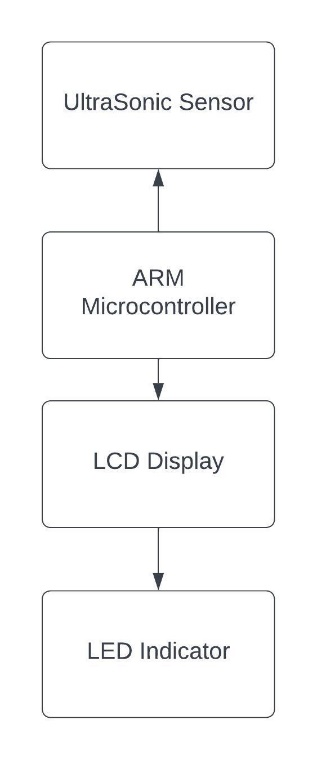 UltraSonic Sensor
ARM
Microcontroller
LCD Display
LED Indicator